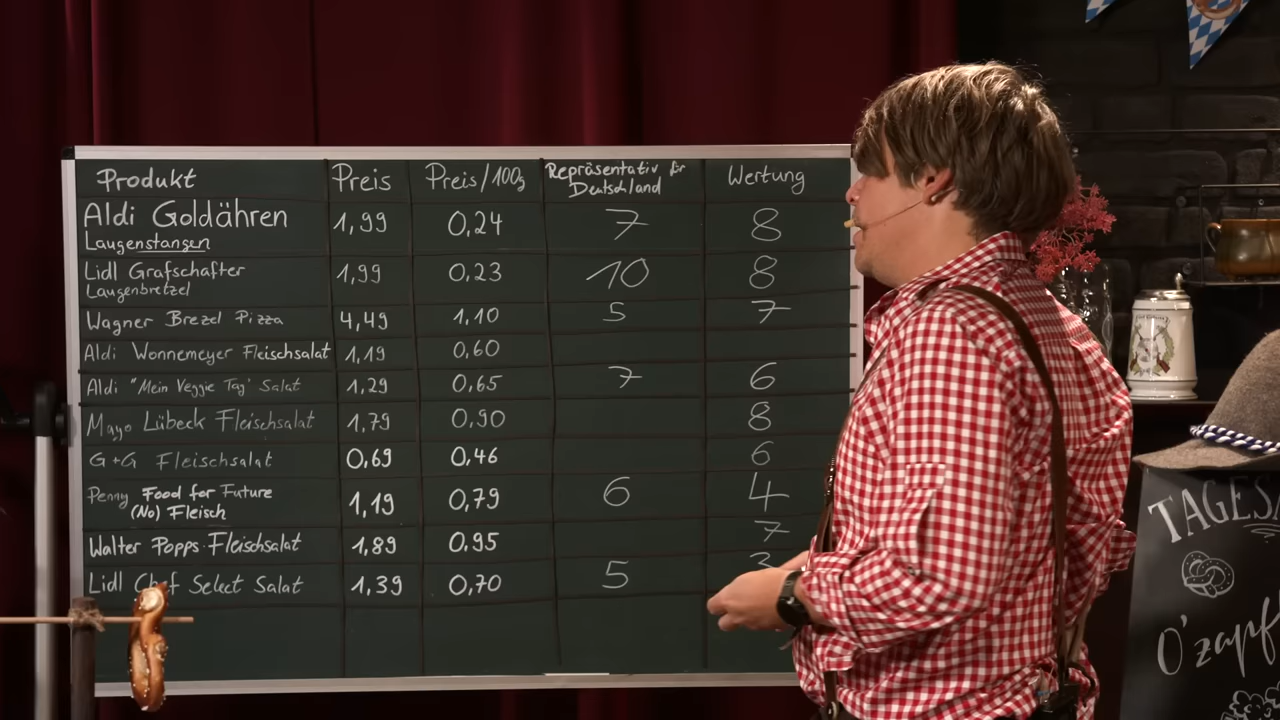 Produkt Preis Preis/100g Repräsentativ für Deutschland Wertung
Aldi Goldähren Laugenstangen 1,99 0,24 7 8
Lidl Grafschafter Laugenbretzel 1,99 0,23 10 8
Wagner Brezel Pizza 4,49 1,10 5 7
Aldi Wonnemeyer Fleischsalat 1,19 0,60
Aldi "Mein Veggie Tag" Salat 1,29 0,65 7 6
Mayo Lübeck Fleischsalat 1,79 0,90 8
G+G Fleischsalat 0,69 0,46 6
Penny Food for Future (No) Fleisch 1,19 0,79 6 4
Walter Popps Fleischsalat 1,89 0,95 7
Lidl Chef Select Salat 1,39 0,70 5
O'zapf